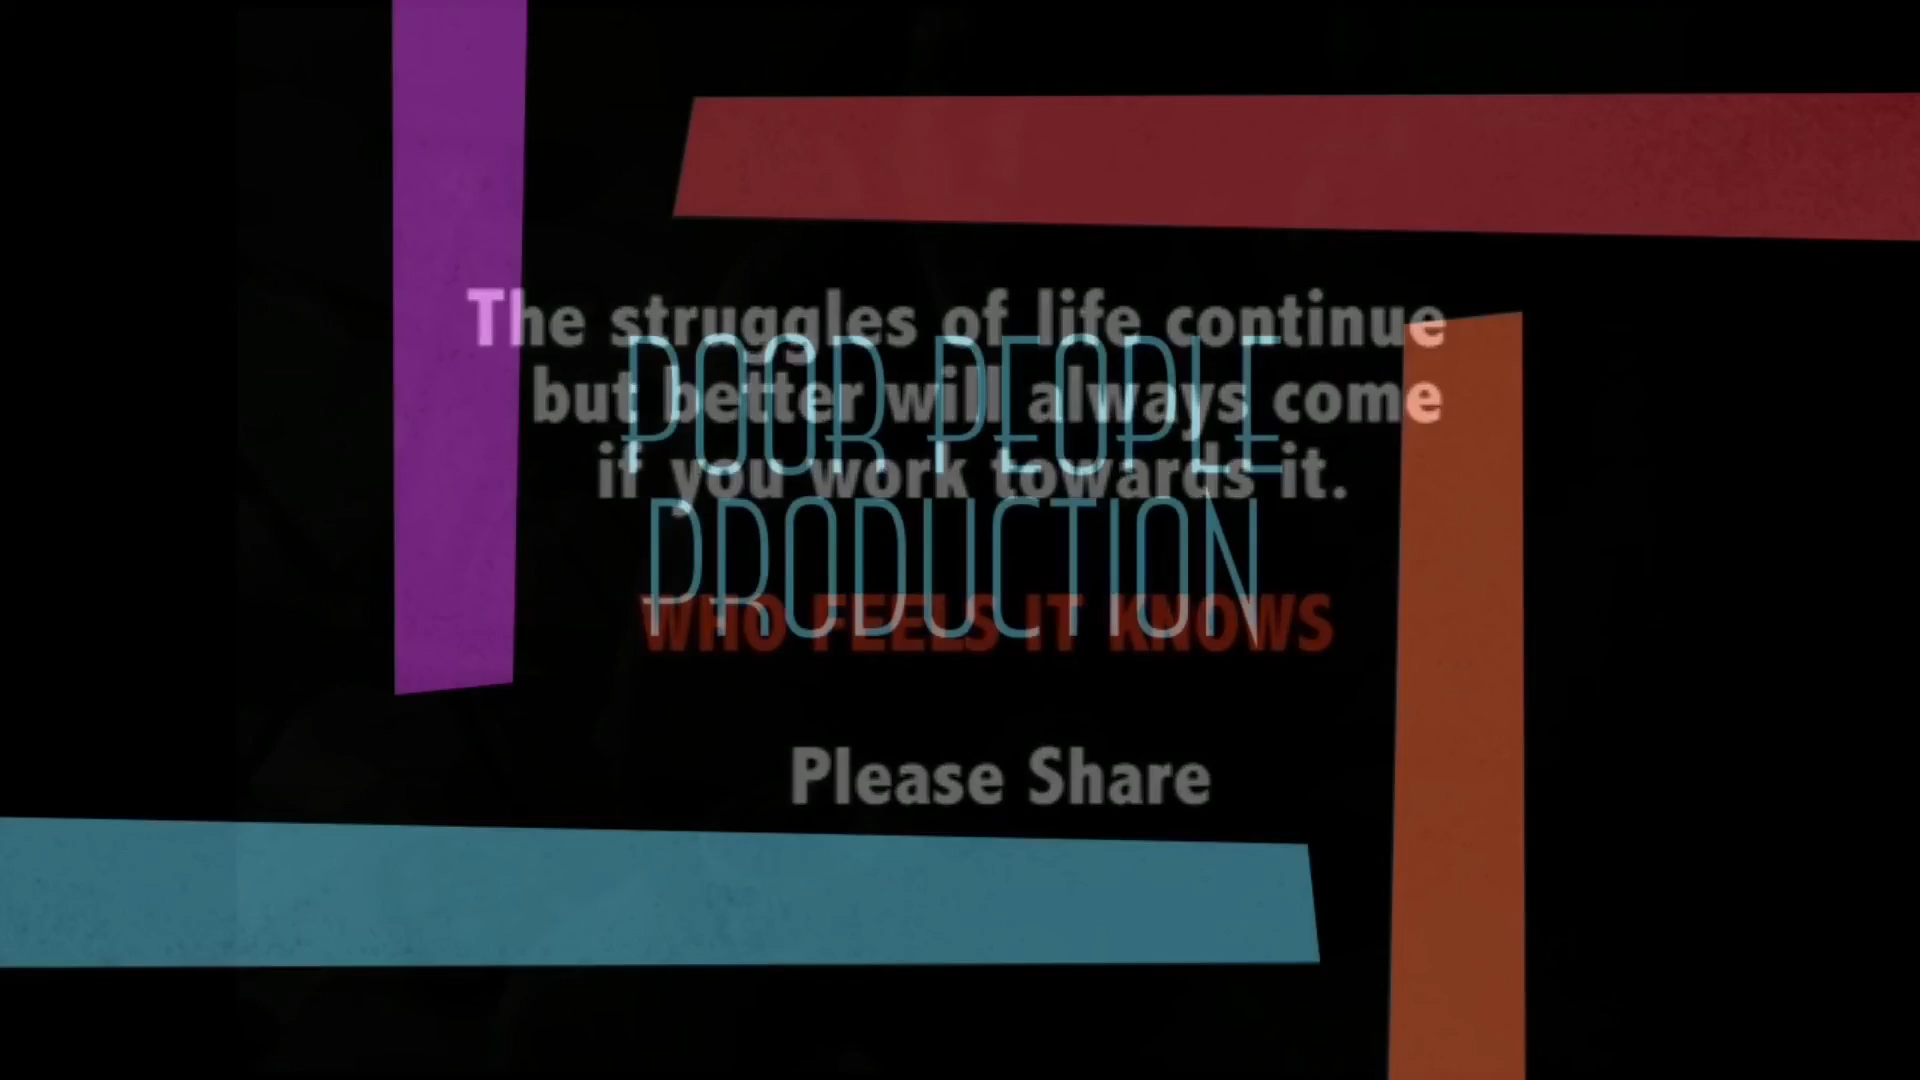 The struggles of life continue
but better will always come
if you work towards it.
POOR PEOPLE
PRODUCTION
WHO FEELS IT KNOWS
Please Share